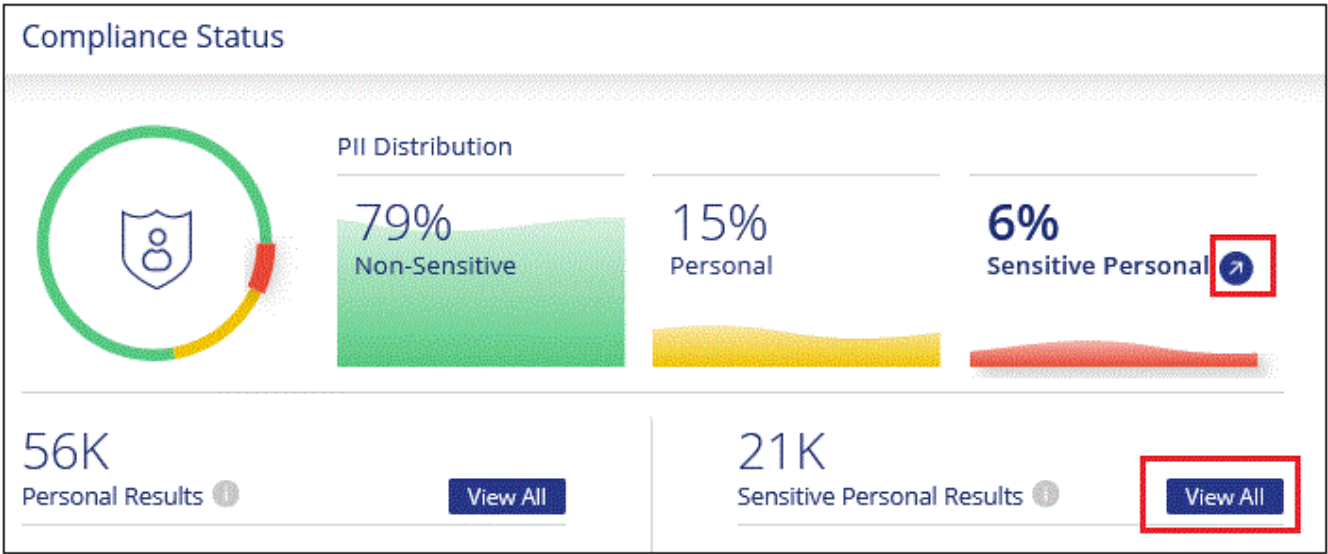 Compliance Status
PII Distribution
79%
Non-Sensitive
15%
Personal
6%
Sensitive Personal
56K
Personal Results
View All
21K
Sensitive Personal Results
View All